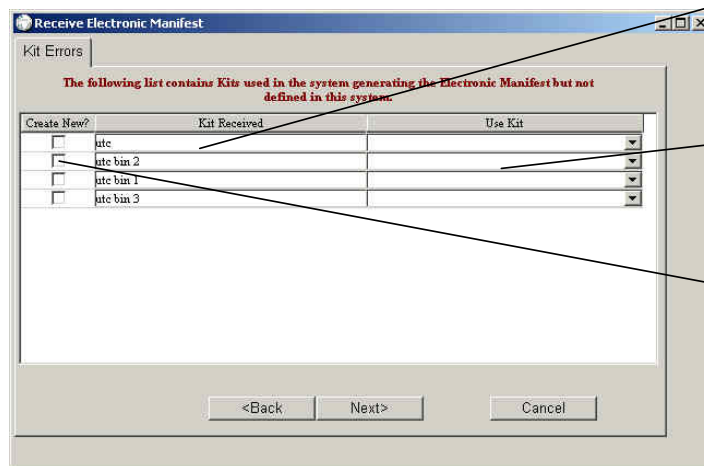 Receive Electronic Manifest
Kit Errors
The following list contains Kits used in the system generating the Electronic Manifest but not
defined in this system.
Create New? Kit Received Use Kit
utc
utc bin 2
utc bin 1
utc bin 3
<Back Next> Cancel